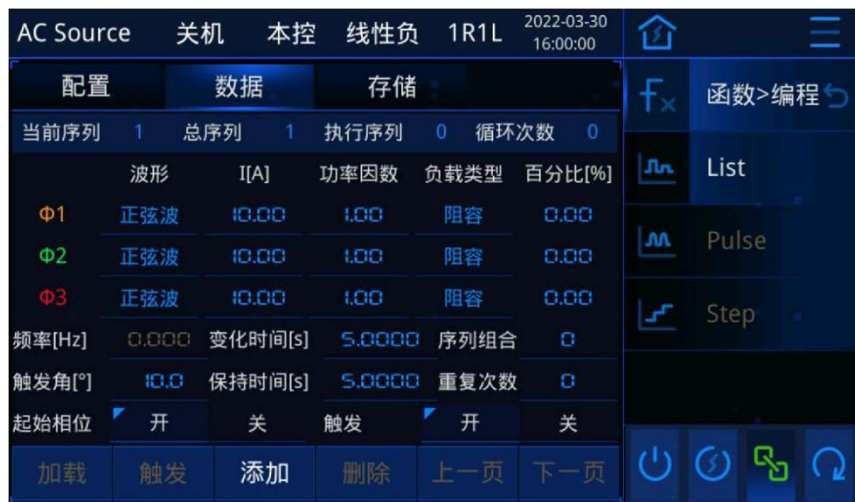 AC Source 关机 本控 线性负 1R1L 2022-03-30 16:00:00
配置 数据 存储
当前序列 1 总序列 1 执行序列 0 循环次数 0
波形 I[A] 功率因数 负载类型 百分比[%]
Φ1 正弦波 10.00 1.00 阻容 0.00
Φ2 正弦波 10.00 1.00 阻容 0.00
Φ3 正弦波 10.00 1.00 阻容 0.00
频率[Hz] 0.000 变化时间[s] 5.0000 序列组合 0
触发角[°] 10.0 保持时间[s] 5.0000 重复次数 0
起始相位 开 关 触发 开 关
加载 触发 添加 删除 上一页 下一页
函数>编程
List
Pulse
Step